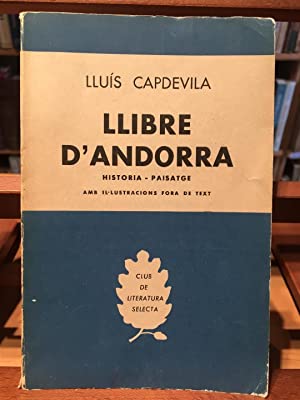 LLUÍS CAPDEVILA
LLIBRE
D'ANDORRA
HISTORIA - PAISATGE
AMB IL·LUSTRACIONS FORA DE TEXT
CLUB
DE
LITERATURA
SELECTA